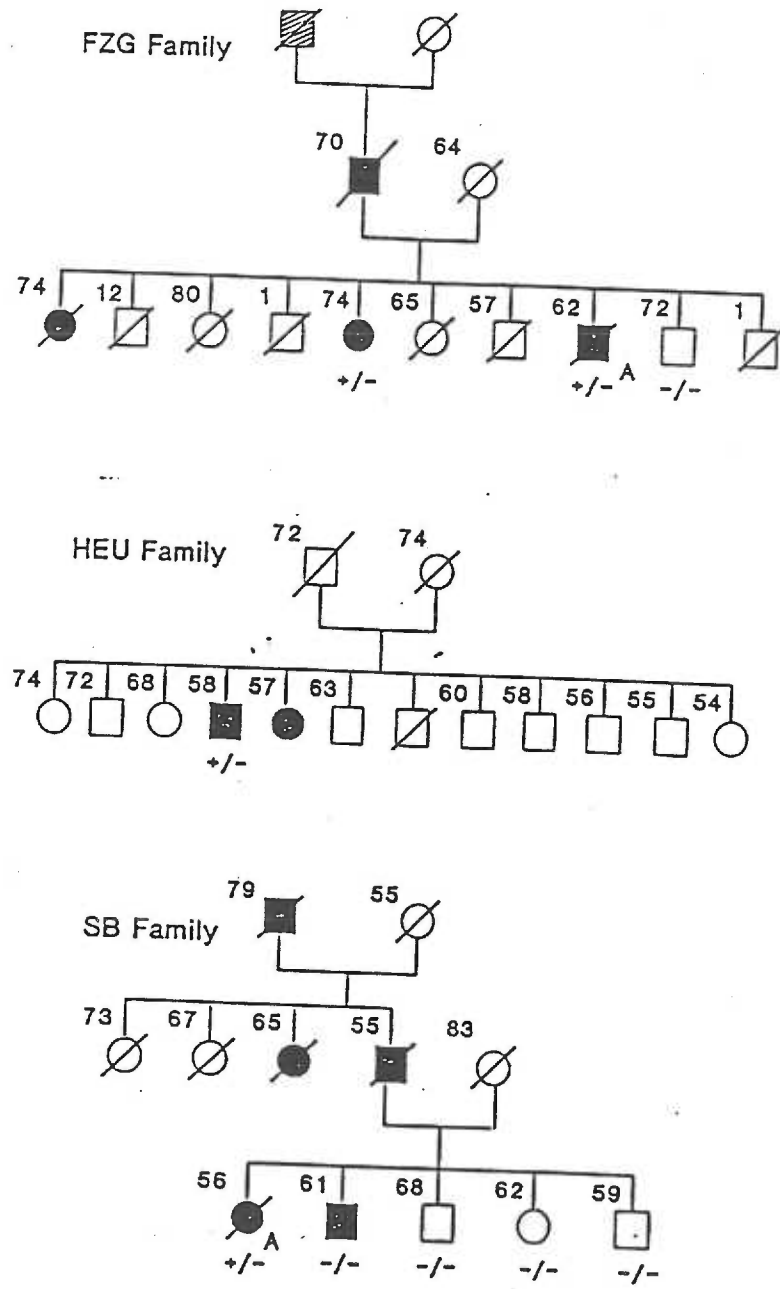 FZG Family
70 64
74 12 80 1 74 65 57 62 72 1
+/- +/- A -/-
HEU Family
72 74
74 72 68 58 57 63 60 58 56 55 54
+/-
SB Family
79 55
73 67 65 55 83
56 61 68 62 59
+/- A -/- -/- -/- -/-